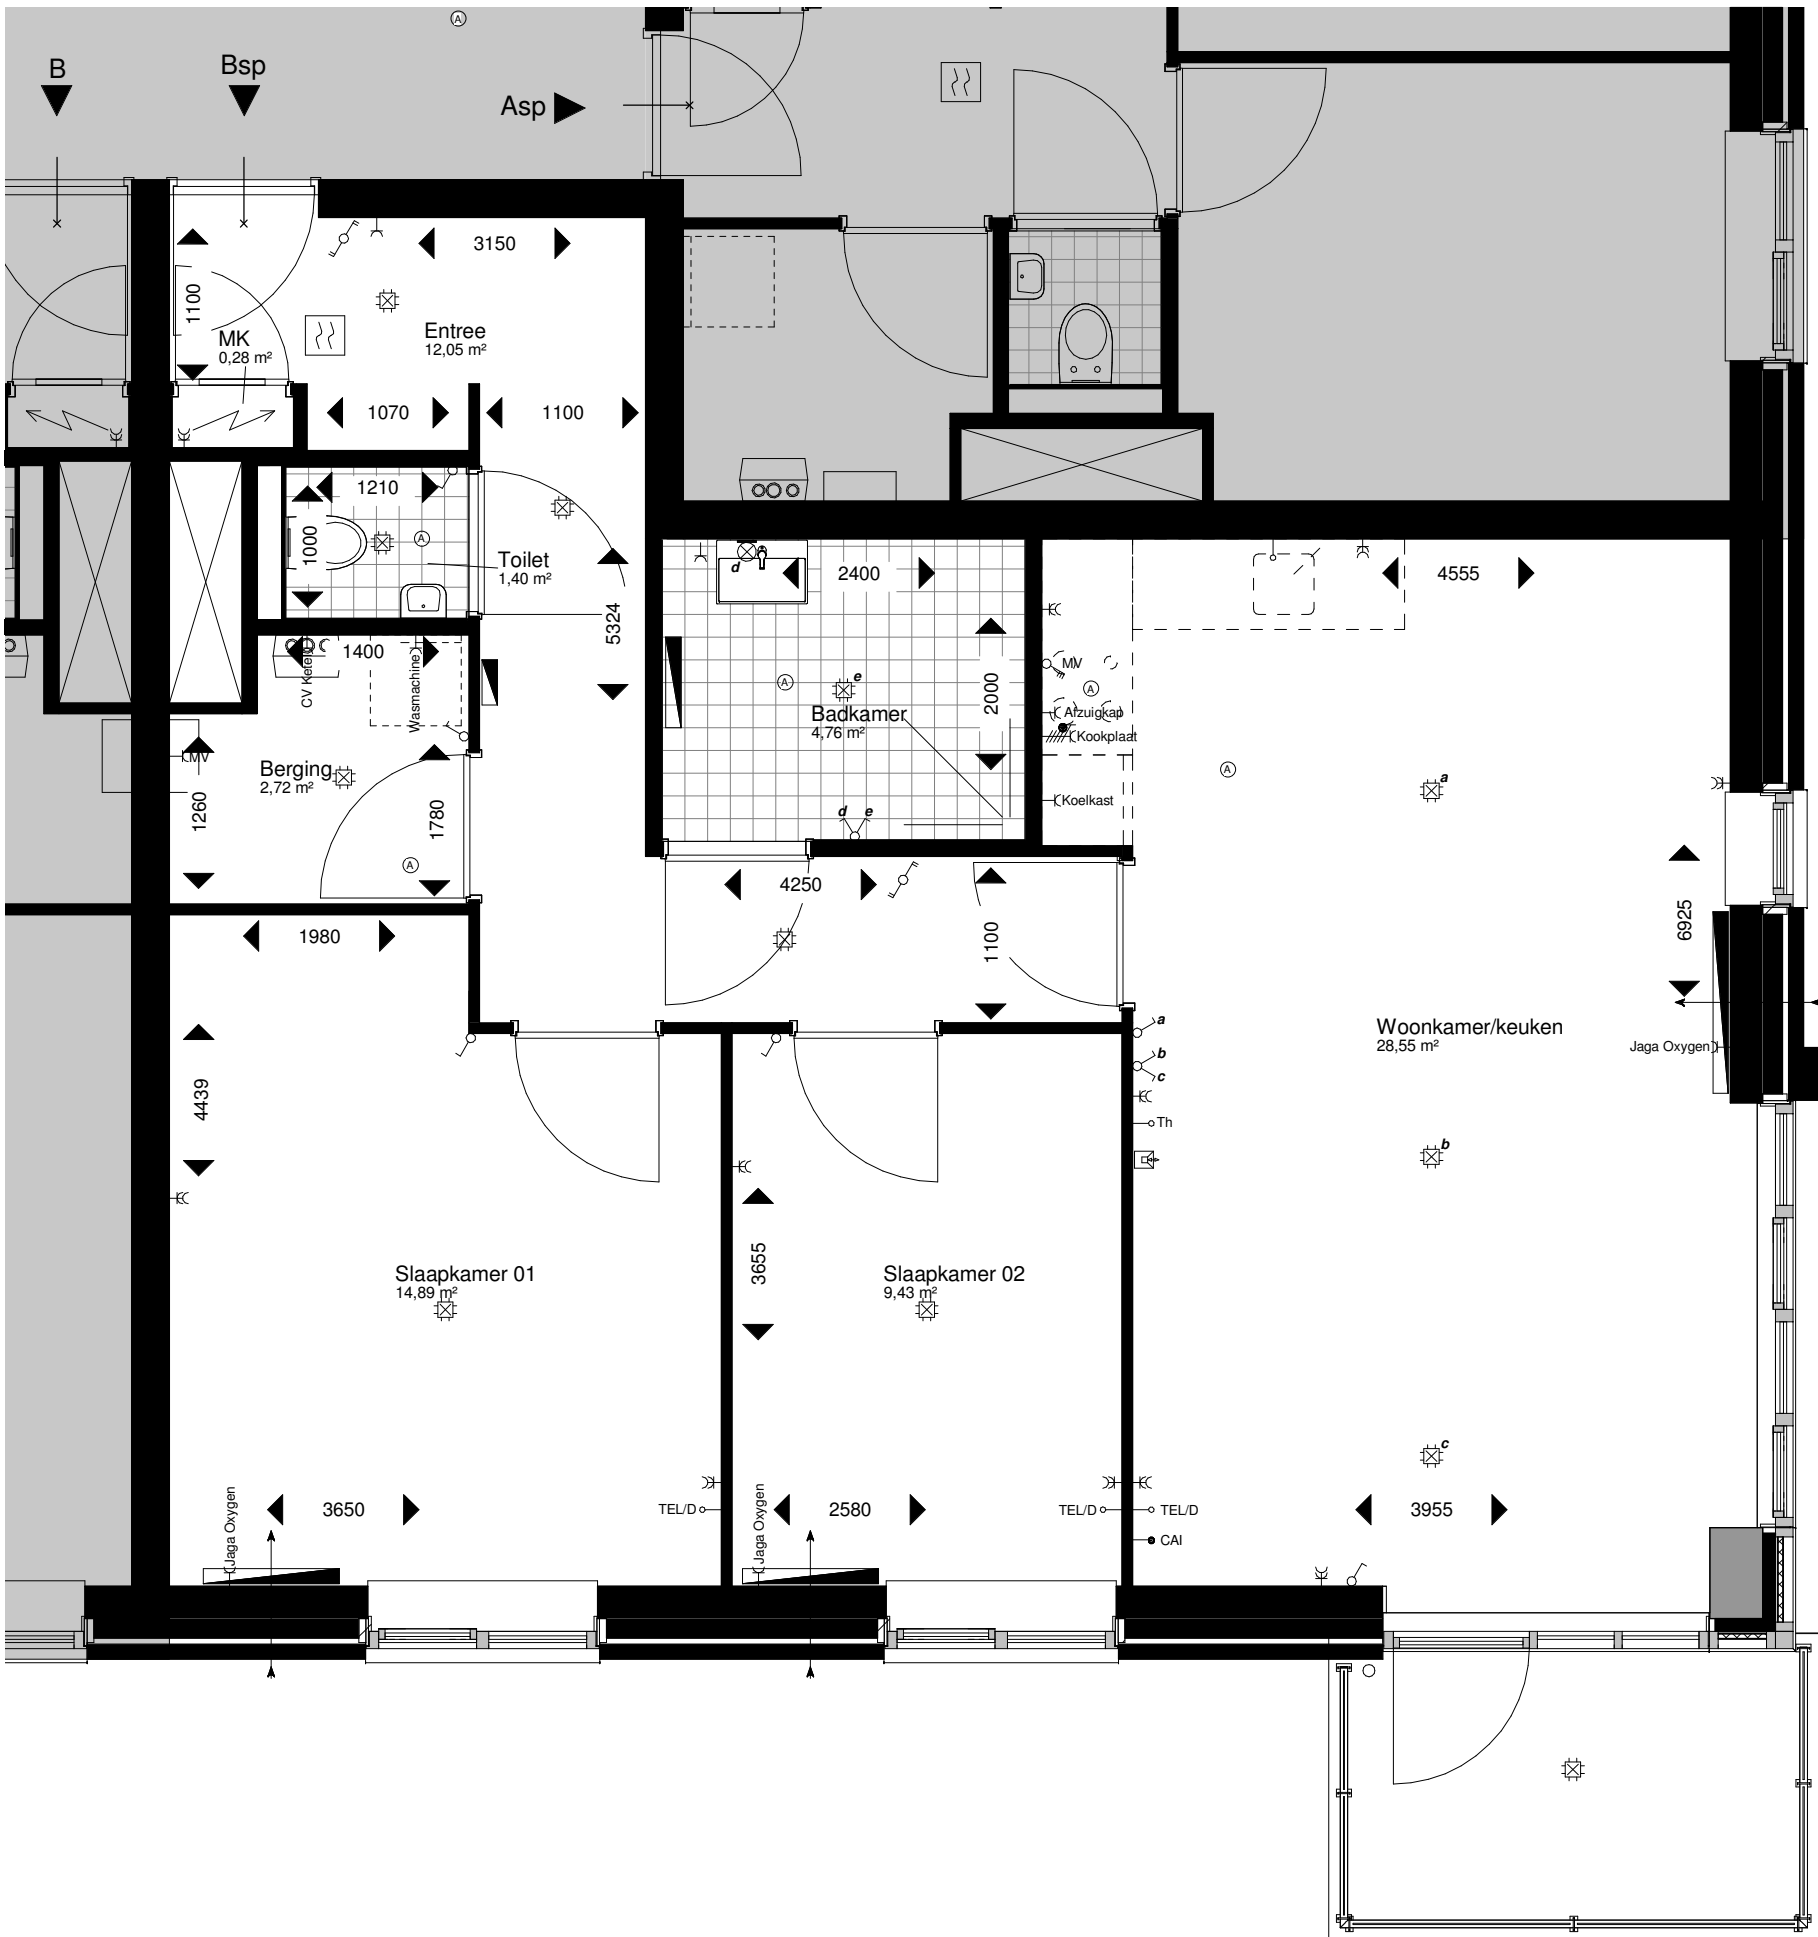 A
B
Bsp
Asp
3150
1100
MK
0,28 m²
Entree
12,05 m²
1070
1100
1210
1000
A
Toilet
1,40 m²
5324
d
2400
4555
1400
CV Ketel
Wasmachine
2000
A
e
MV
A
Badkamer
4,76 m²
Afzuigkap
Kookplaat
MV
Berging
2,72 m²
A
a
1260
1780
Koelkast
d
e
A
4250
1980
1100
6925
a
Woonkamer/keuken
28,55 m²
Jaga Oxygen
b
c
4439
Th
b
3655
Slaapkamer 01
14,89 m²
Slaapkamer 02
9,43 m²
c
Jaga Oxygen
3650
TEL/D
Jaga Oxygen
2580
TEL/D
TEL/D
3955
CAI